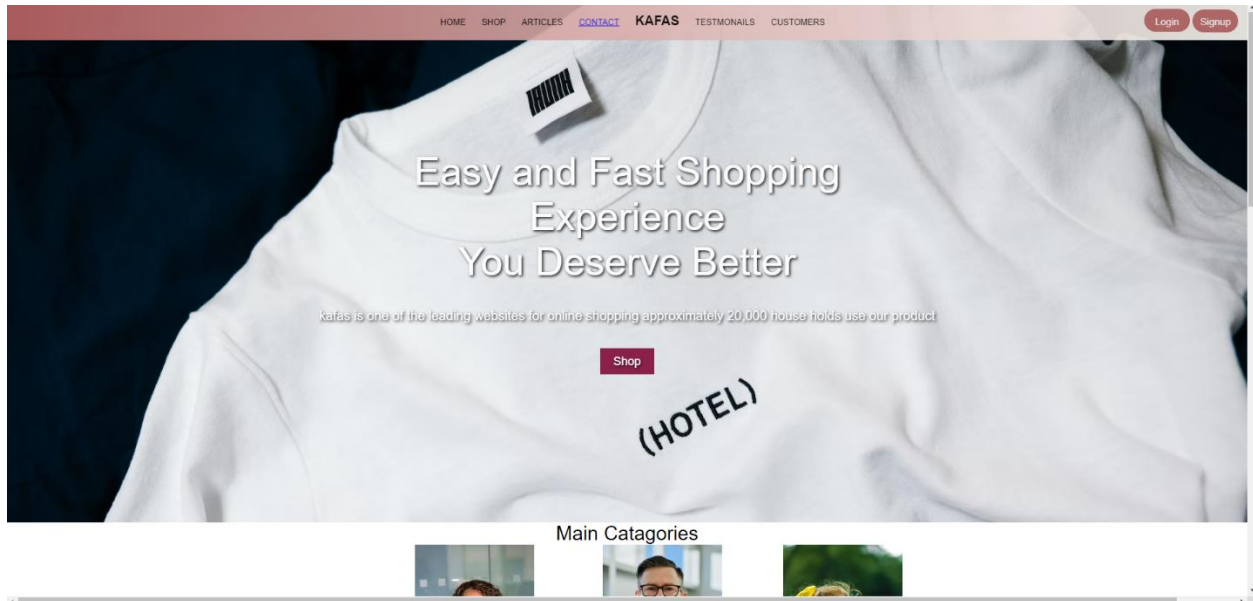 HOME SHOP ARTICLES CONTACT KAFAS TESTMONAILS CUSTOMERS Login Signup
Easy and Fast Shopping
Experience
You Deserve Better
kafas is one of the leading websites for online shopping approximately 20,000 house holds use our product
Shop
(HOTEL)
Main Catagories